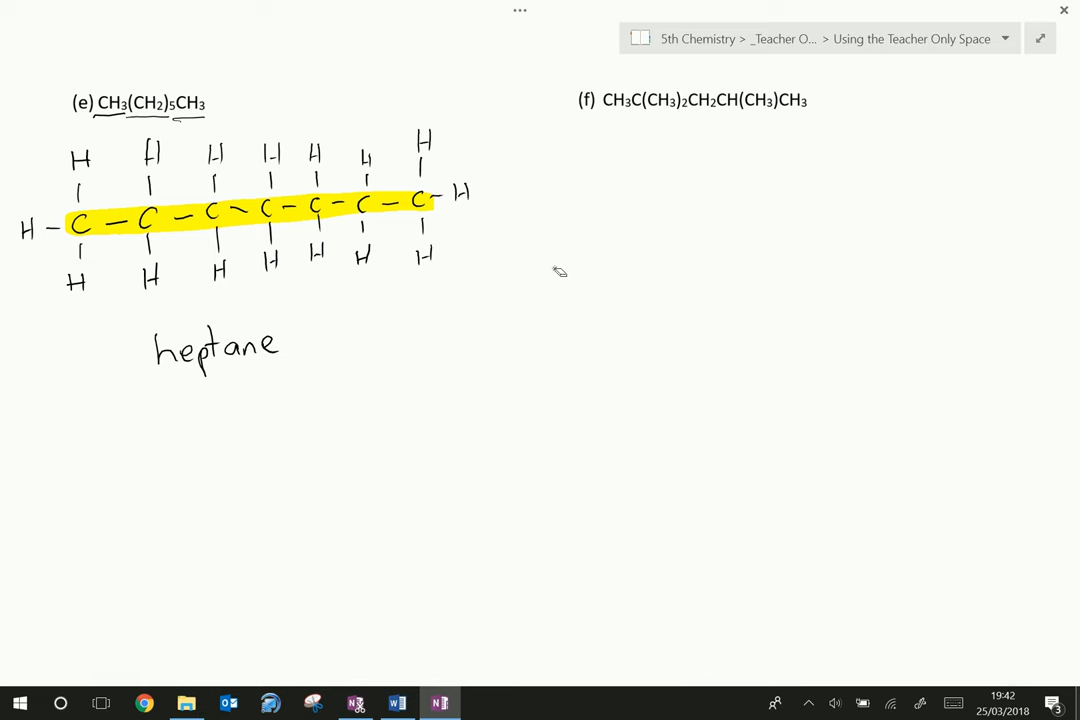 5th Chemistry > _Teacher O... > Using the Teacher Only Space
(e) CH3(CH2)5CH3
(f) CH3C(CH3)2CH2CH(CH3)CH3
H H H H H H H
H – C – C – C – C – C – C – C – H
H H H H H H H
heptane
19:42
25/03/2018
3